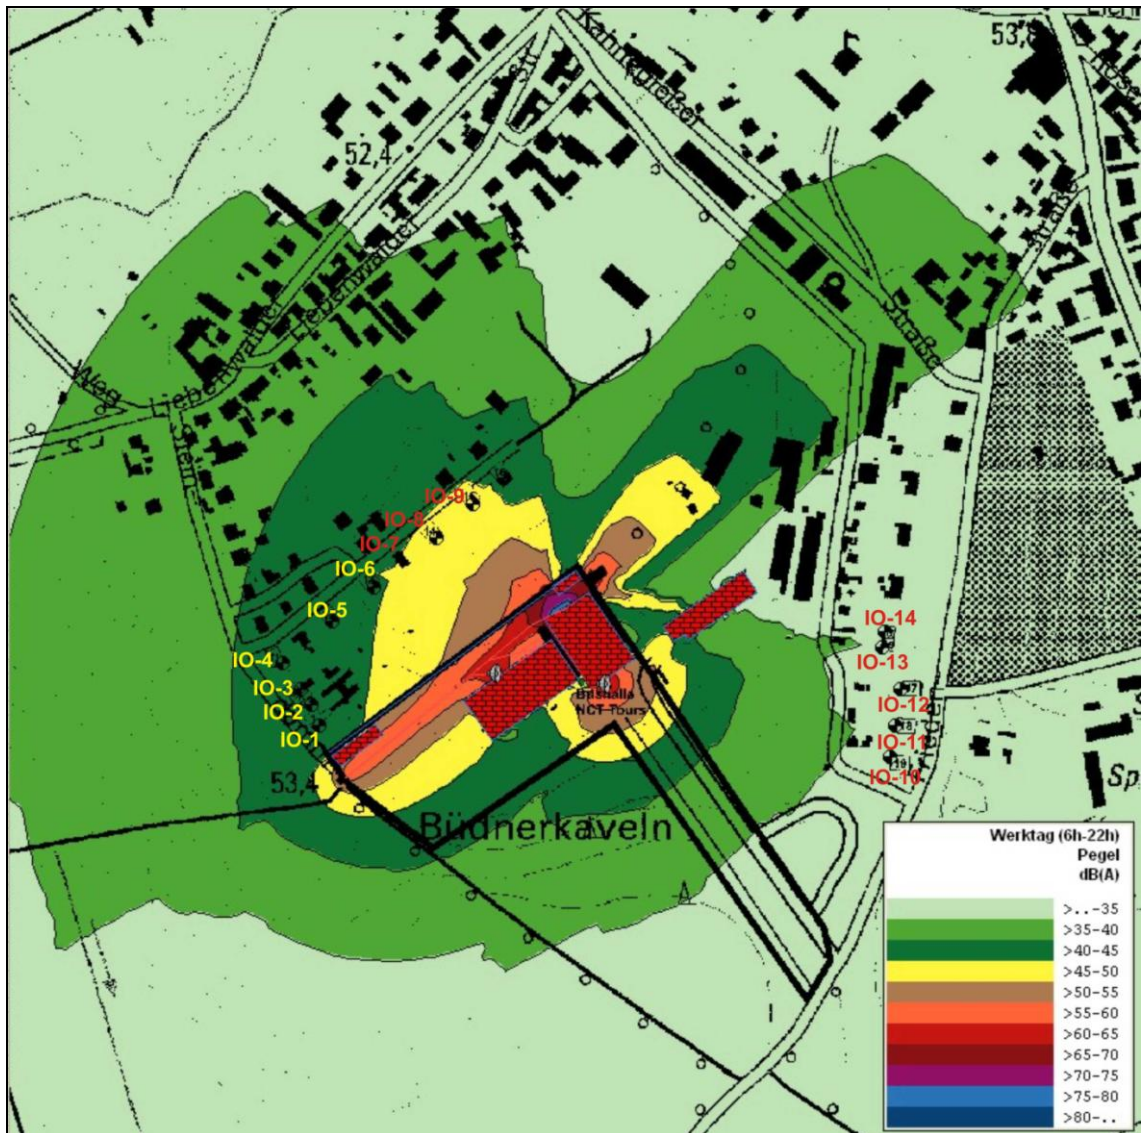 53,8
52,4
Straße
Straße
Liebenwalder
Liebenwalder
Weg
IO-9
IO-8
IO-7
IO-6
IO-5
IO-4
IO-3
IO-2
IO-1
IO-14
IO-13
IO-12
IO-11
IO-10
NCT Tours
53,4
Büdnerkaveln
Sp
Werktag (6h-22h)
Pegel
dB(A)
>..-35
>35-40
>40-45
>45-50
>50-55
>55-60
>60-65
>65-70
>70-75
>75-80
>80-..